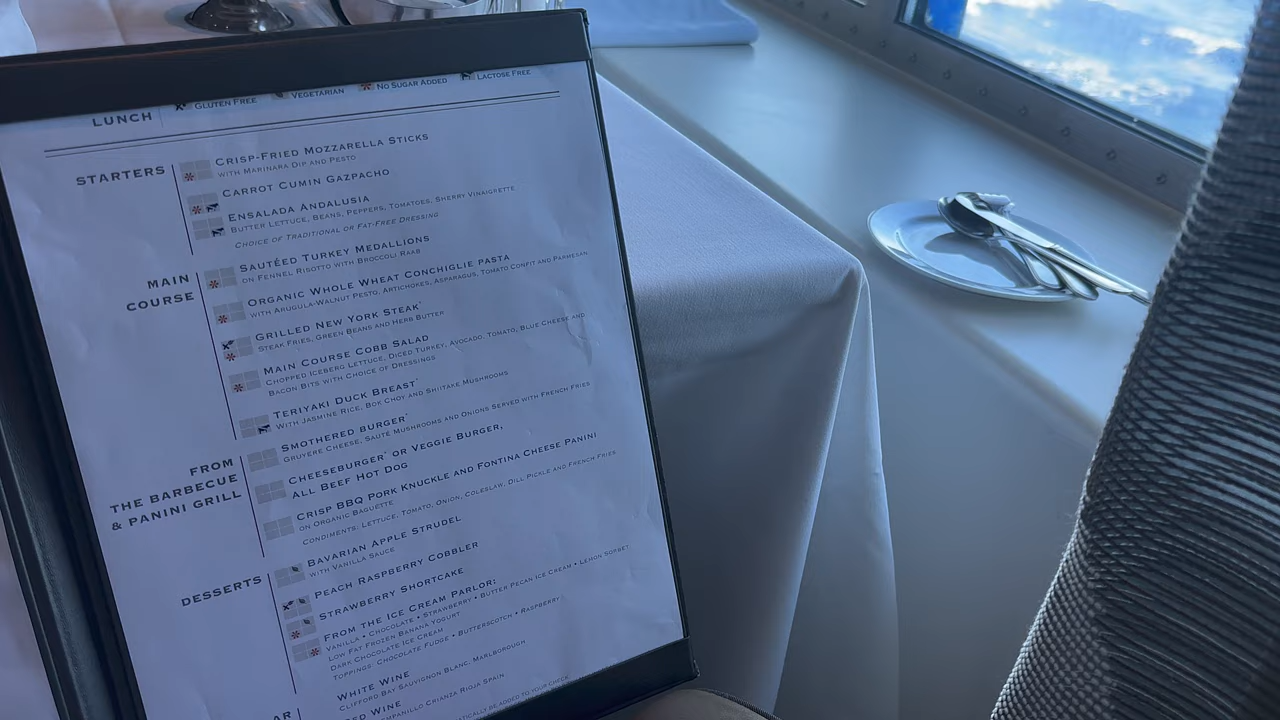 GLUTEN FREE VEGETARIAN NO SUGAR ADDED LACTOSE FREE
LUNCH
STARTERS
CRISP-FRIED MOZZARELLA STICKS
WITH MARINARA DIP AND PESTO
CARROT CUMIN GAZPACHO
ENSALADA ANDALUSIA
BUTTER LETTUCE, BEANS, PEPPERS, TOMATOES, SHERRY VINAIGRETTE
CHOICE OF TRADITIONAL OR FAT-FREE DRESSING
MAIN
COURSE
SAUTÉED TURKEY MEDALLIONS
ON FENNEL RISOTTO WITH BROCCOLI RAAB
ORGANIC WHOLE WHEAT CONCHIGLIE PASTA
WITH ARUGULA-WALNUT PESTO, ARTICHOKES, ASPARAGUS, TOMATO CONFIT AND PARMESAN
GRILLED NEW YORK STEAK*
STEAK FRIES, GREEN BEANS AND HERB BUTTER
MAIN COURSE COBB SALAD
CHOPPED ICEBERG LETTUCE, DICED TURKEY, AVOCADO, TOMATO, BLUE CHEESE AND
BACON BITS WITH CHOICE OF DRESSINGS
TERIYAKI DUCK BREAST*
WITH JASMINE RICE, BOK CHOY AND SHIITAKE MUSHROOMS
FROM
THE BARBECUE
& PANINI GRILL
SMOTHERED BURGER*
GRUYERE CHEESE, SAUTÉ MUSHROOMS AND ONIONS SERVED WITH FRENCH FRIES
CHEESEBURGER* OR VEGGIE BURGER,
ALL BEEF HOT DOG
CRISP BBQ PORK KNUCKLE AND FONTINA CHEESE PANINI
ON ORGANIC BAGUETTE
CONDIMENTS: LETTUCE, TOMATO, ONION, COLESLAW, DILL PICKLE AND FRENCH FRIES
DESSERTS
BAVARIAN APPLE STRUDEL
WITH VANILLA SAUCE
PEACH RASPBERRY COBBLER
STRAWBERRY SHORTCAKE
FROM THE ICE CREAM PARLOR:
VANILLA • CHOCOLATE • STRAWBERRY • BUTTER PECAN ICE CREAM • LEMON SORBET
LOW FAT FROZEN BANANA YOGURT
DARK CHOCOLATE ICE CREAM
TOPPINGS: CHOCOLATE FUDGE • BUTTERSCOTCH • RASPBERRY
WHITE WINE
CLIFFORD BAY SAUVIGNON BLANC, MARLBOROUGH
RED WINE
CAMPANILLO CRIANZA RIOJA SPAIN
BE ADDED TO YOUR CHECK